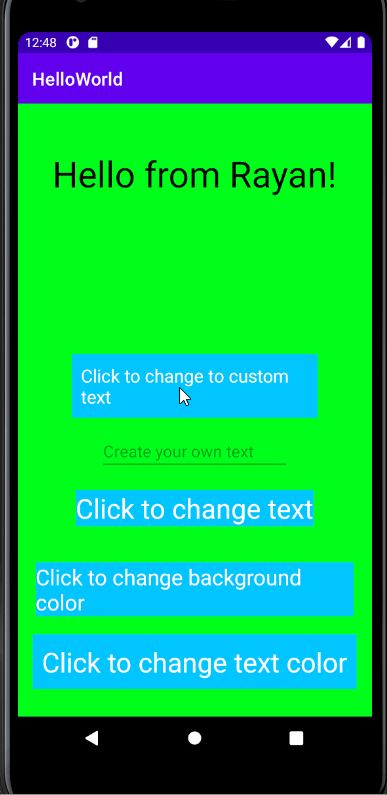 12:48
HelloWorld
Hello from Rayan!
Click to change to custom
text
Create your own text
Click to change text
Click to change background
color
Click to change text color